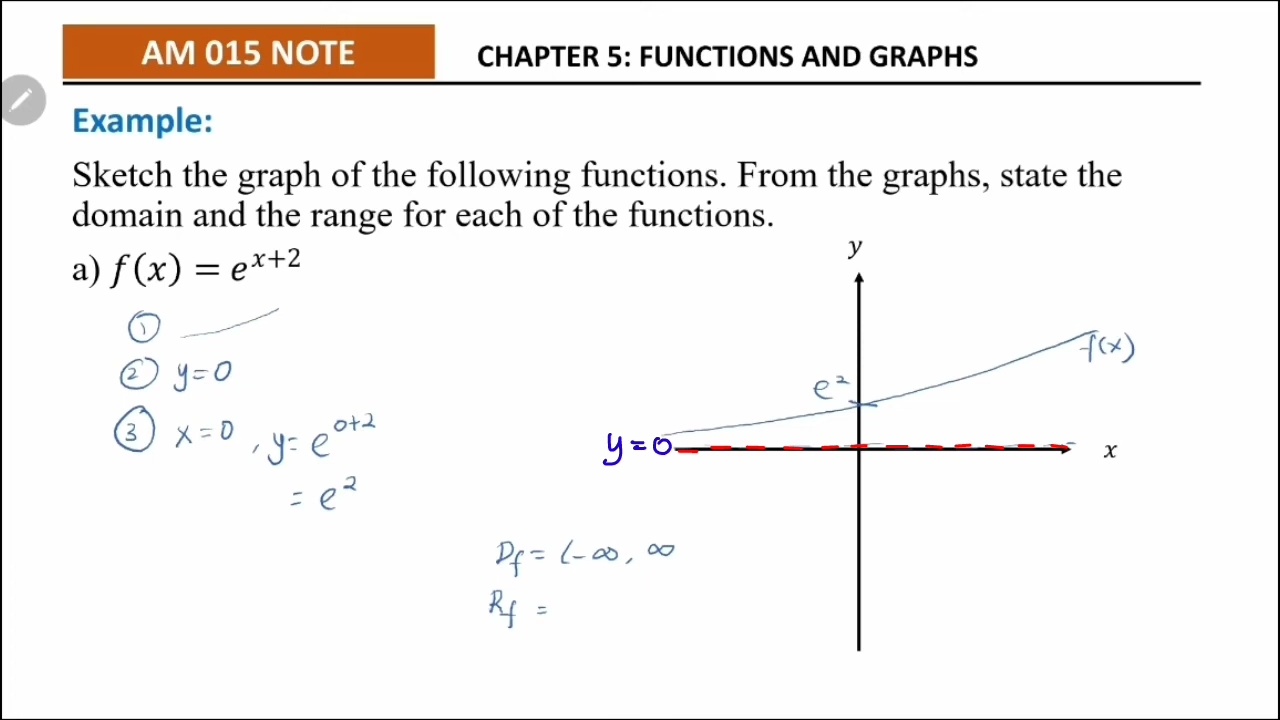 AM 015 NOTE
CHAPTER 5: FUNCTIONS AND GRAPHS
Example:
Sketch the graph of the following functions. From the graphs, state the
domain and the range for each of the functions.
a) f(x) = e^{x+2}
①
② y=0
③ x=0, y= e^{0+2}
= e^2
y
e^2
f(x)
y=0
x
D_f = (-∞, ∞
R_f =